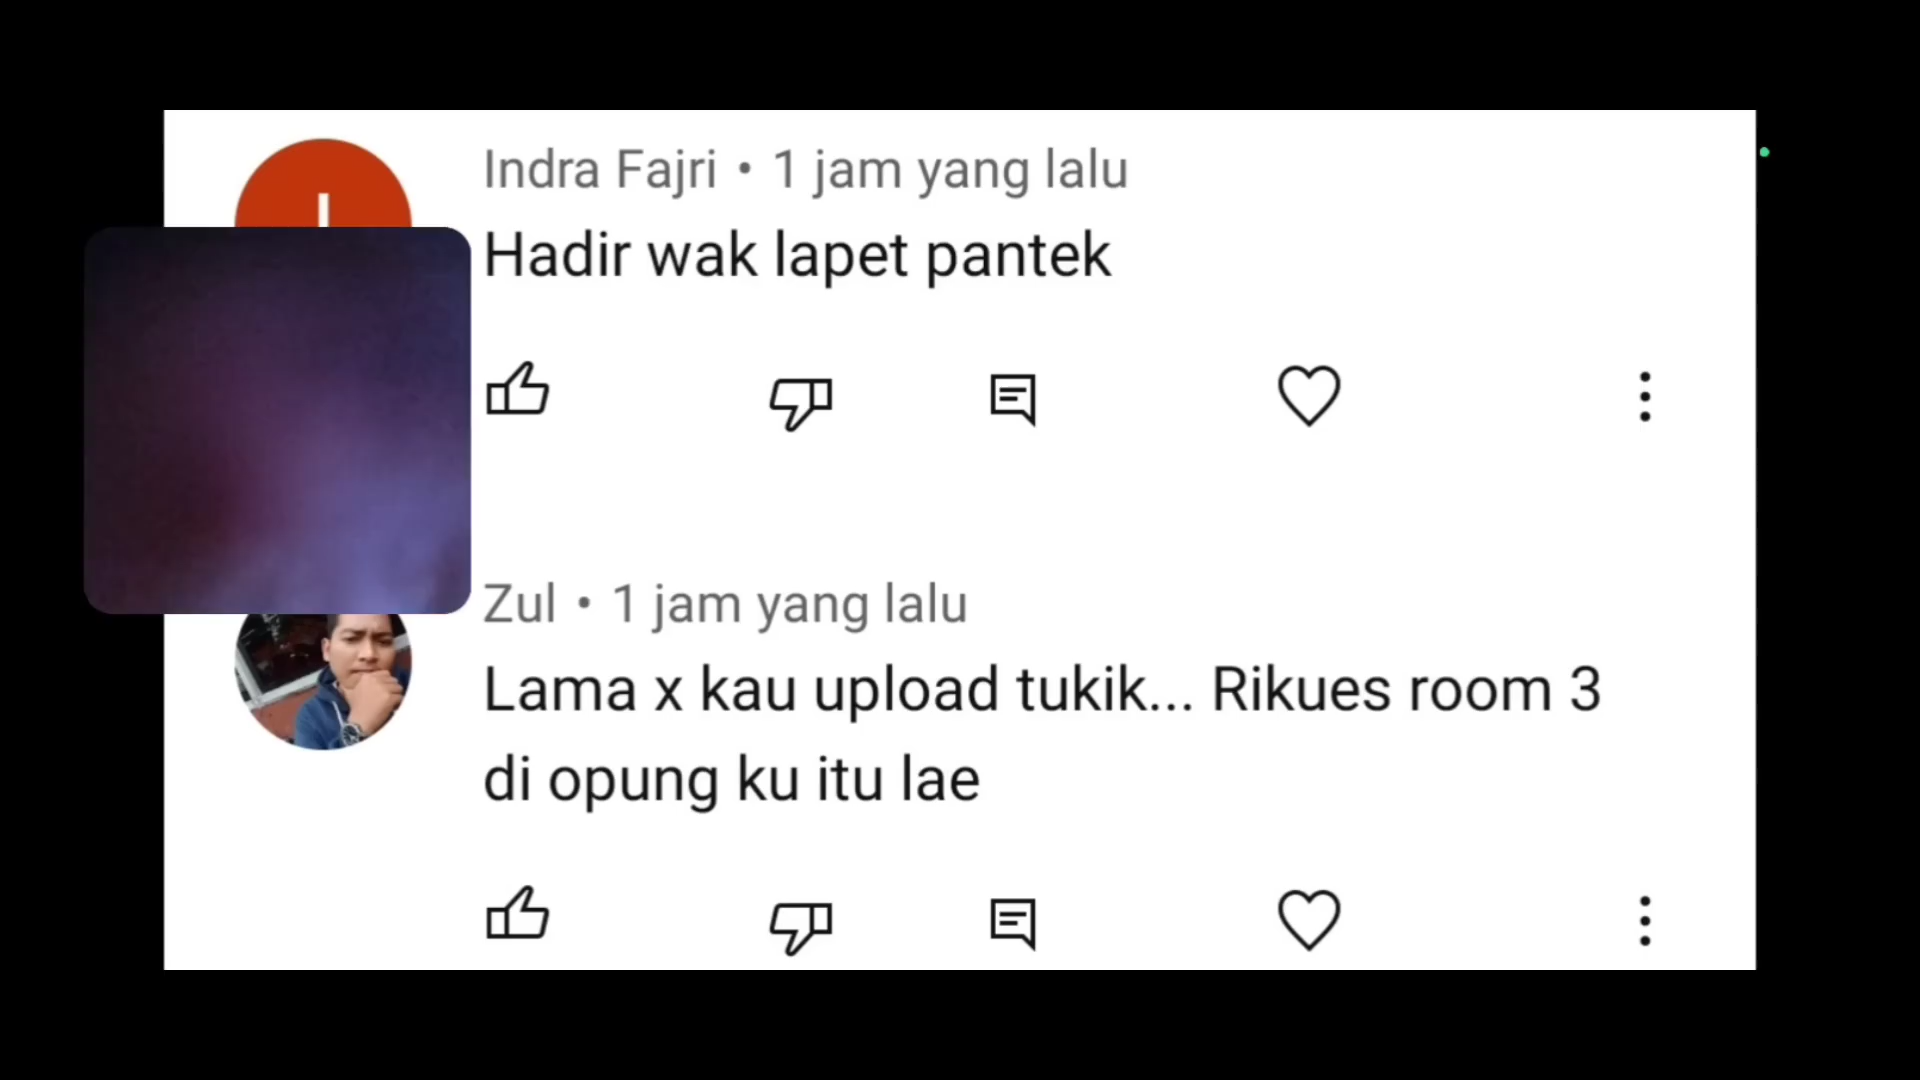 Indra Fajri • 1 jam yang lalu
Hadir wak lapet pantek
Zul • 1 jam yang lalu
Lama x kau upload tukik... Rikues room 3
di opung ku itu lae